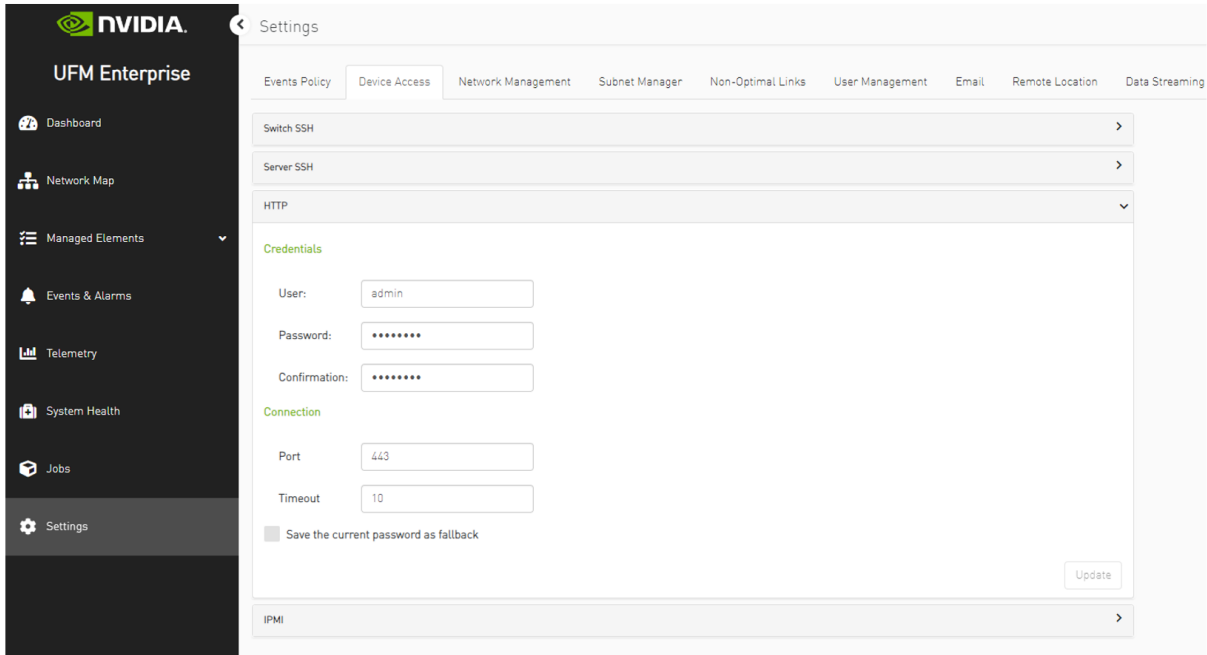 NVIDIA.
UFM Enterprise
Dashboard
Network Map
Managed Elements
Events & Alarms
Telemetry
System Health
Jobs
Settings
Settings
Events Policy Device Access Network Management Subnet Manager Non-Optimal Links User Management Email Remote Location Data Streaming
Switch SSH
Server SSH
HTTP
Credentials
User: admin
Password: ••••••••
Confirmation: ••••••••
Connection
Port 443
Timeout 10
Save the current password as fallback
Update
IPMI